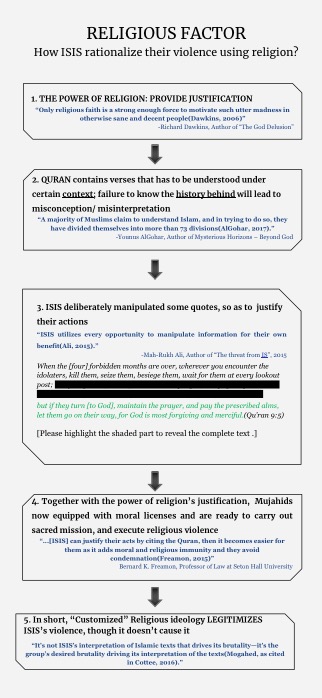 RELIGIOUS FACTOR
How ISIS rationalize their violence using religion?
1. THE POWER OF RELIGION: PROVIDE JUSTIFICATION
“Only religious faith is a strong enough force to motivate such utter madness in
otherwise sane and decent people(Dawkins, 2006)”
-Richard Dawkins, Author of “The God Delusion”
2. QURAN contains verses that has to be understood under
certain context; failure to know the history behind will lead to
misconception/ misinterpretation
“A majority of Muslims claim to understand Islam, and in trying to do so, they
have divided themselves into more than 73 divisions(AlGohar, 2017).”
-Younus AlGohar, Author of Mysterious Horizons – Beyond God
3. ISIS deliberately manipulated some quotes, so as to justify
their actions
“ISIS utilizes every opportunity to manipulate information for their own
benefit(Ali, 2015).”
-Mah-Rukh Ali, Author of “The threat from IS”, 2015
When the [four] forbidden months are over, wherever you encounter the
idolaters, kill them, seize them, besiege them, wait for them at every lookout
post;
but if they turn [to God], maintain the prayer, and pay the prescribed alms,
let them go on their way, for God is most forgiving and merciful.(Qu’ran 9:5)
[Please highlight the shaded part to reveal the complete text .]
4. Together with the power of religion’s justification, Mujahids
now equipped with moral licenses and are ready to carry out
sacred mission, and execute religious violence
“...[ISIS] can justify their acts by citing the Quran, then it becomes easier for
them as it adds moral and religious immunity and they avoid
condemnation(Freamon, 2015)”
Bernard K. Freamon, Professor of Law at Seton Hall University
5. In short, “Customized” Religious ideology LEGITIMIZES
ISIS’s violence, though it doesn’t cause it
“It’s not ISIS’s interpretation of Islamic texts that drives its brutality—it’s the
group’s desired brutality driving its interpretation of the texts(Mogahed, as cited
in Cottee, 2016).”